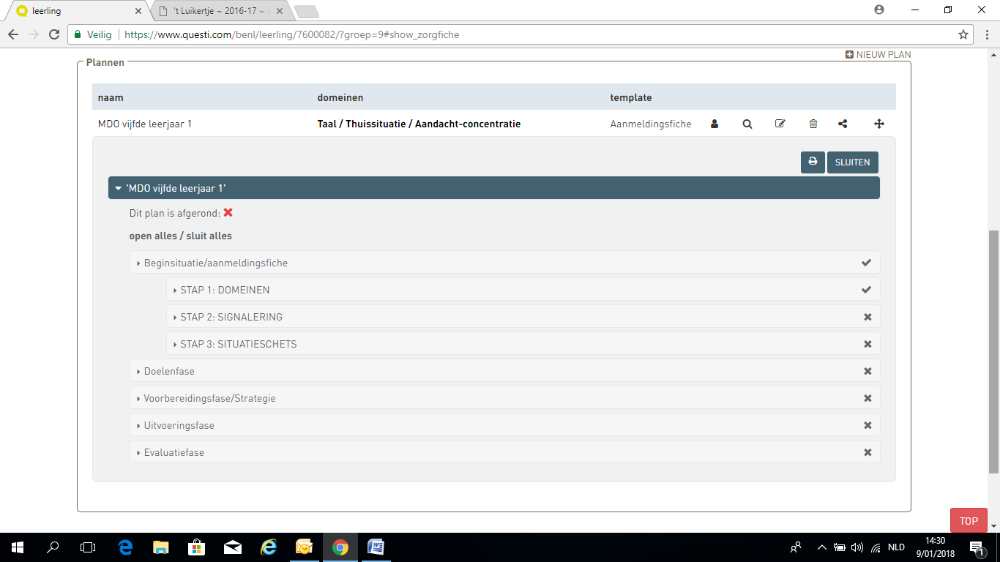 leerling
't Luikertje ~ 2016-17 ~
Veilig
https://www.questi.com/benl/leerling/7600082/?groep=9#show_zorgfiche
NIEUW PLAN
Plannen
naam domeinen template
MDO vijfde leerjaar 1 Taal / Thuissituatie / Aandacht-concentratie Aanmeldingsfiche
SLUITEN
'MDO vijfde leerjaar 1'
Dit plan is afgerond:
open alles / sluit alles
Beginsituatie/aanmeldingsfiche
STAP 1: DOMEINEN
STAP 2: SIGNALERING
STAP 3: SITUATIESCHETS
Doelenfase
Voorbereidingsfase/Strategie
Uitvoeringsfase
Evaluatiefase
TOP
NLD
14:30
9/01/2018
1